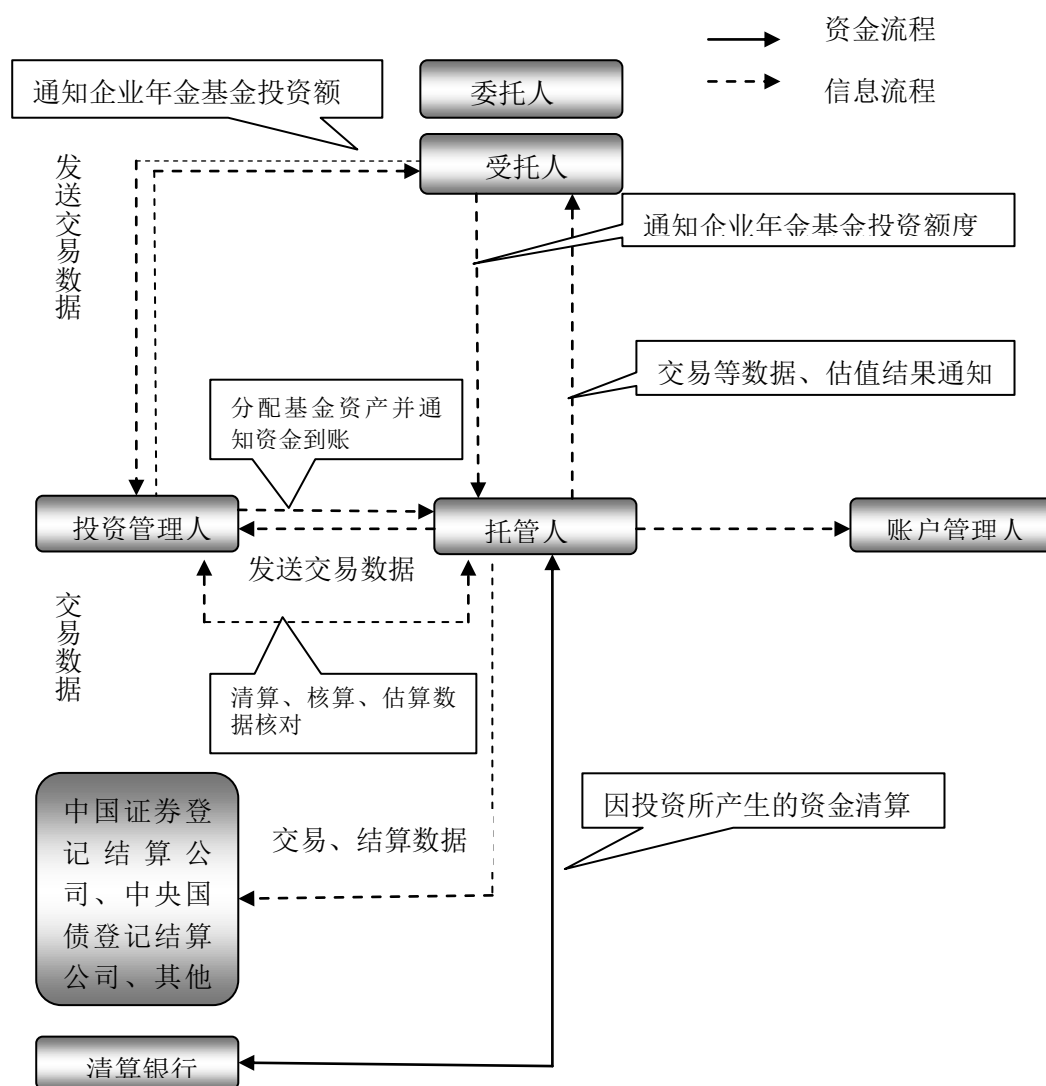 资金流程
信息流程
通知企业年金基金投资额
委托人
受托人
发送交易数据
通知企业年金基金投资额度
交易等数据、估值结果通知
分配基金资产并通
知资金到账
投资管理人
托管人
账户管理人
发送交易数据
交易数据
清算、核算、估算数
据核对
中国证券登
记结算公
司、中央国
债登记结算
公司、其他
交易、结算数据
因投资所产生的资金清算
清算银行